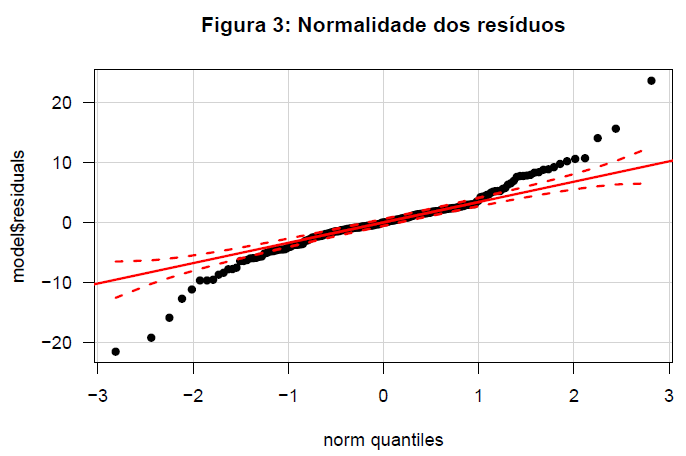 Figura 3: Normalidade dos resíduos
model$residuals
20
10
0
−10
−20
−3 −2 −1 0 1 2 3
norm quantiles